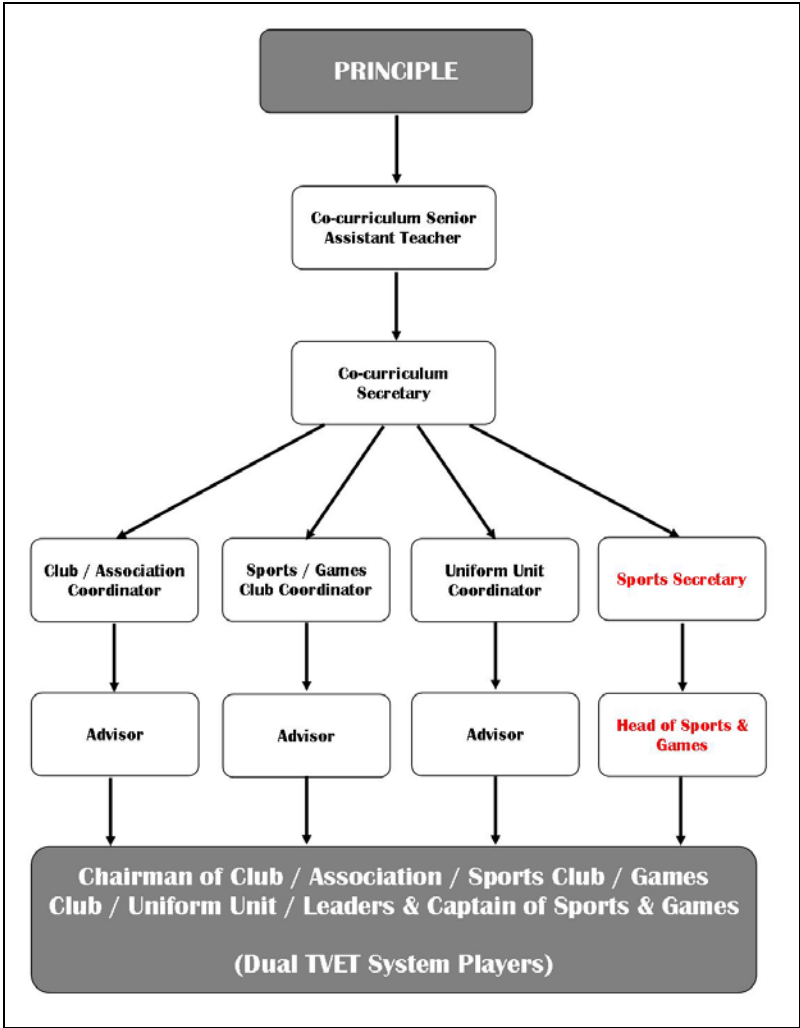 PRINCIPLE
Co-curriculum Senior
Assistant Teacher
Co-curriculum
Secretary
Club / Association
Coordinator
Sports / Games
Club Coordinator
Uniform Unit
Coordinator
Sports Secretary
Advisor
Advisor
Advisor
Head of Sports &
Games
Chairman of Club / Association / Sports Club / Games
Club / Uniform Unit / Leaders & Captain of Sports & Games
(Dual TVET System Players)